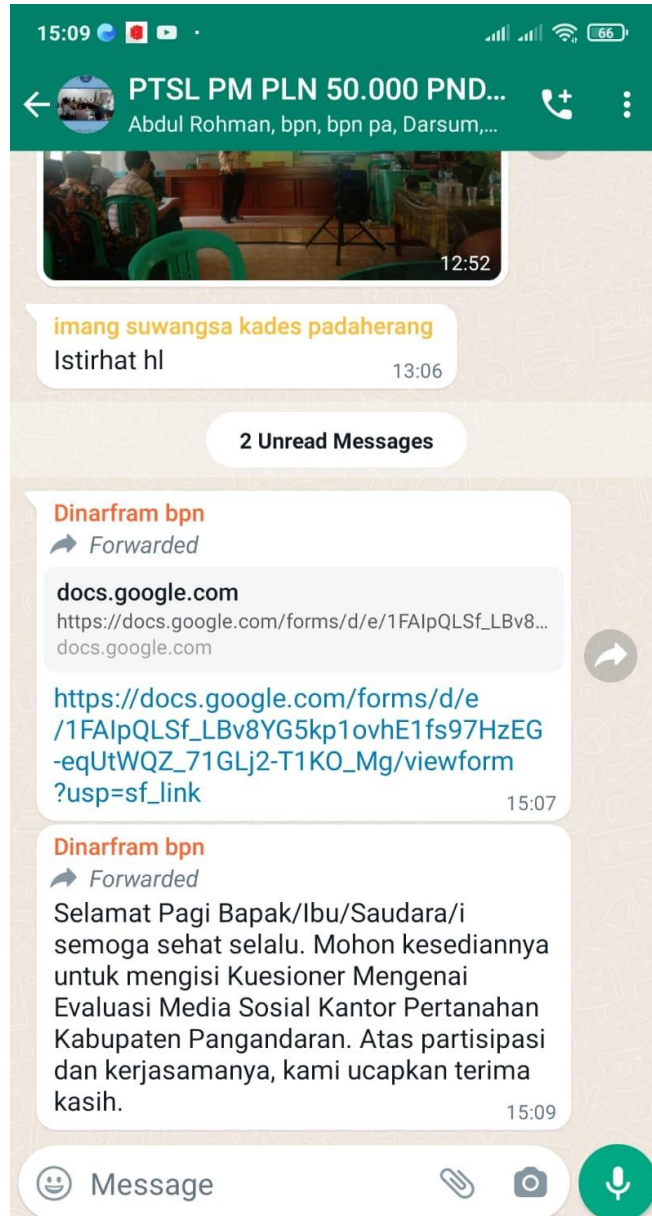 15:09
66
PTSL PM PLN 50.000 PND...
Abdul Rohman, bpn, bpn pa, Darsum,...
12:52
imang suwangsa kades padaherang
Istirhat hl
13:06
2 Unread Messages
Dinarfram bpn
Forwarded
docs.google.com
https://docs.google.com/forms/d/e/1FAIpQLSf_LBv8...
docs.google.com
https://docs.google.com/forms/d/e
/1FAIpQLSf_LBv8YG5kp1ovhE1fs97HzEG
-eqUtWQZ_71GLj2-T1KO_Mg/viewform
?usp=sf_link
15:07
Dinarfram bpn
Forwarded
Selamat Pagi Bapak/Ibu/Saudara/i
semoga sehat selalu. Mohon kesediannya
untuk mengisi Kuesioner Mengenai
Evaluasi Media Sosial Kantor Pertanahan
Kabupaten Pangandaran. Atas partisipasi
dan kerjasamanya, kami ucapkan terima
kasih.
15:09
Message